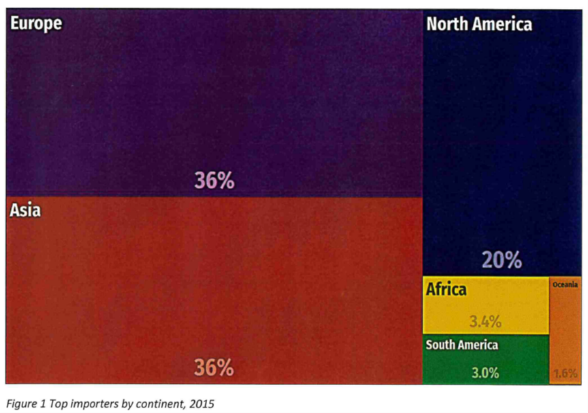 Europe
36%
Asia
36%
North America
20%
Africa
3.4%
South America
3.0%
Oceania
1.6%
Figure 1 Top importers by continent, 2015